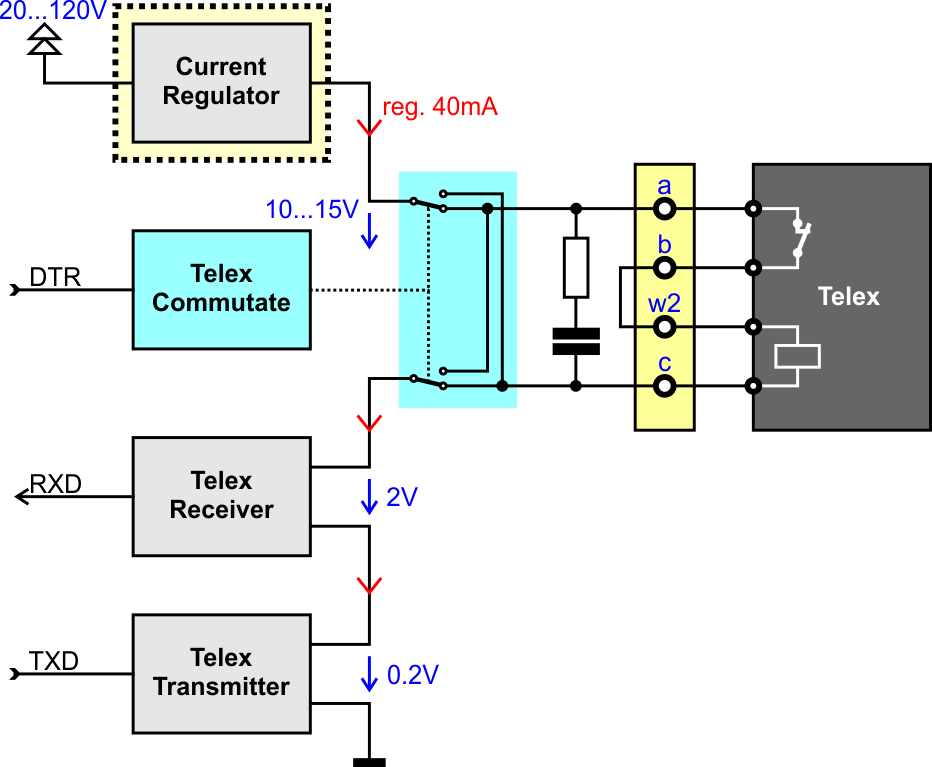 20...120V
Current
Regulator
reg. 40mA
10...15V
DTR
Telex
Commutate
a
b
w2
c
Telex
RXD
Telex
Receiver
2V
TXD
Telex
Transmitter
0.2V